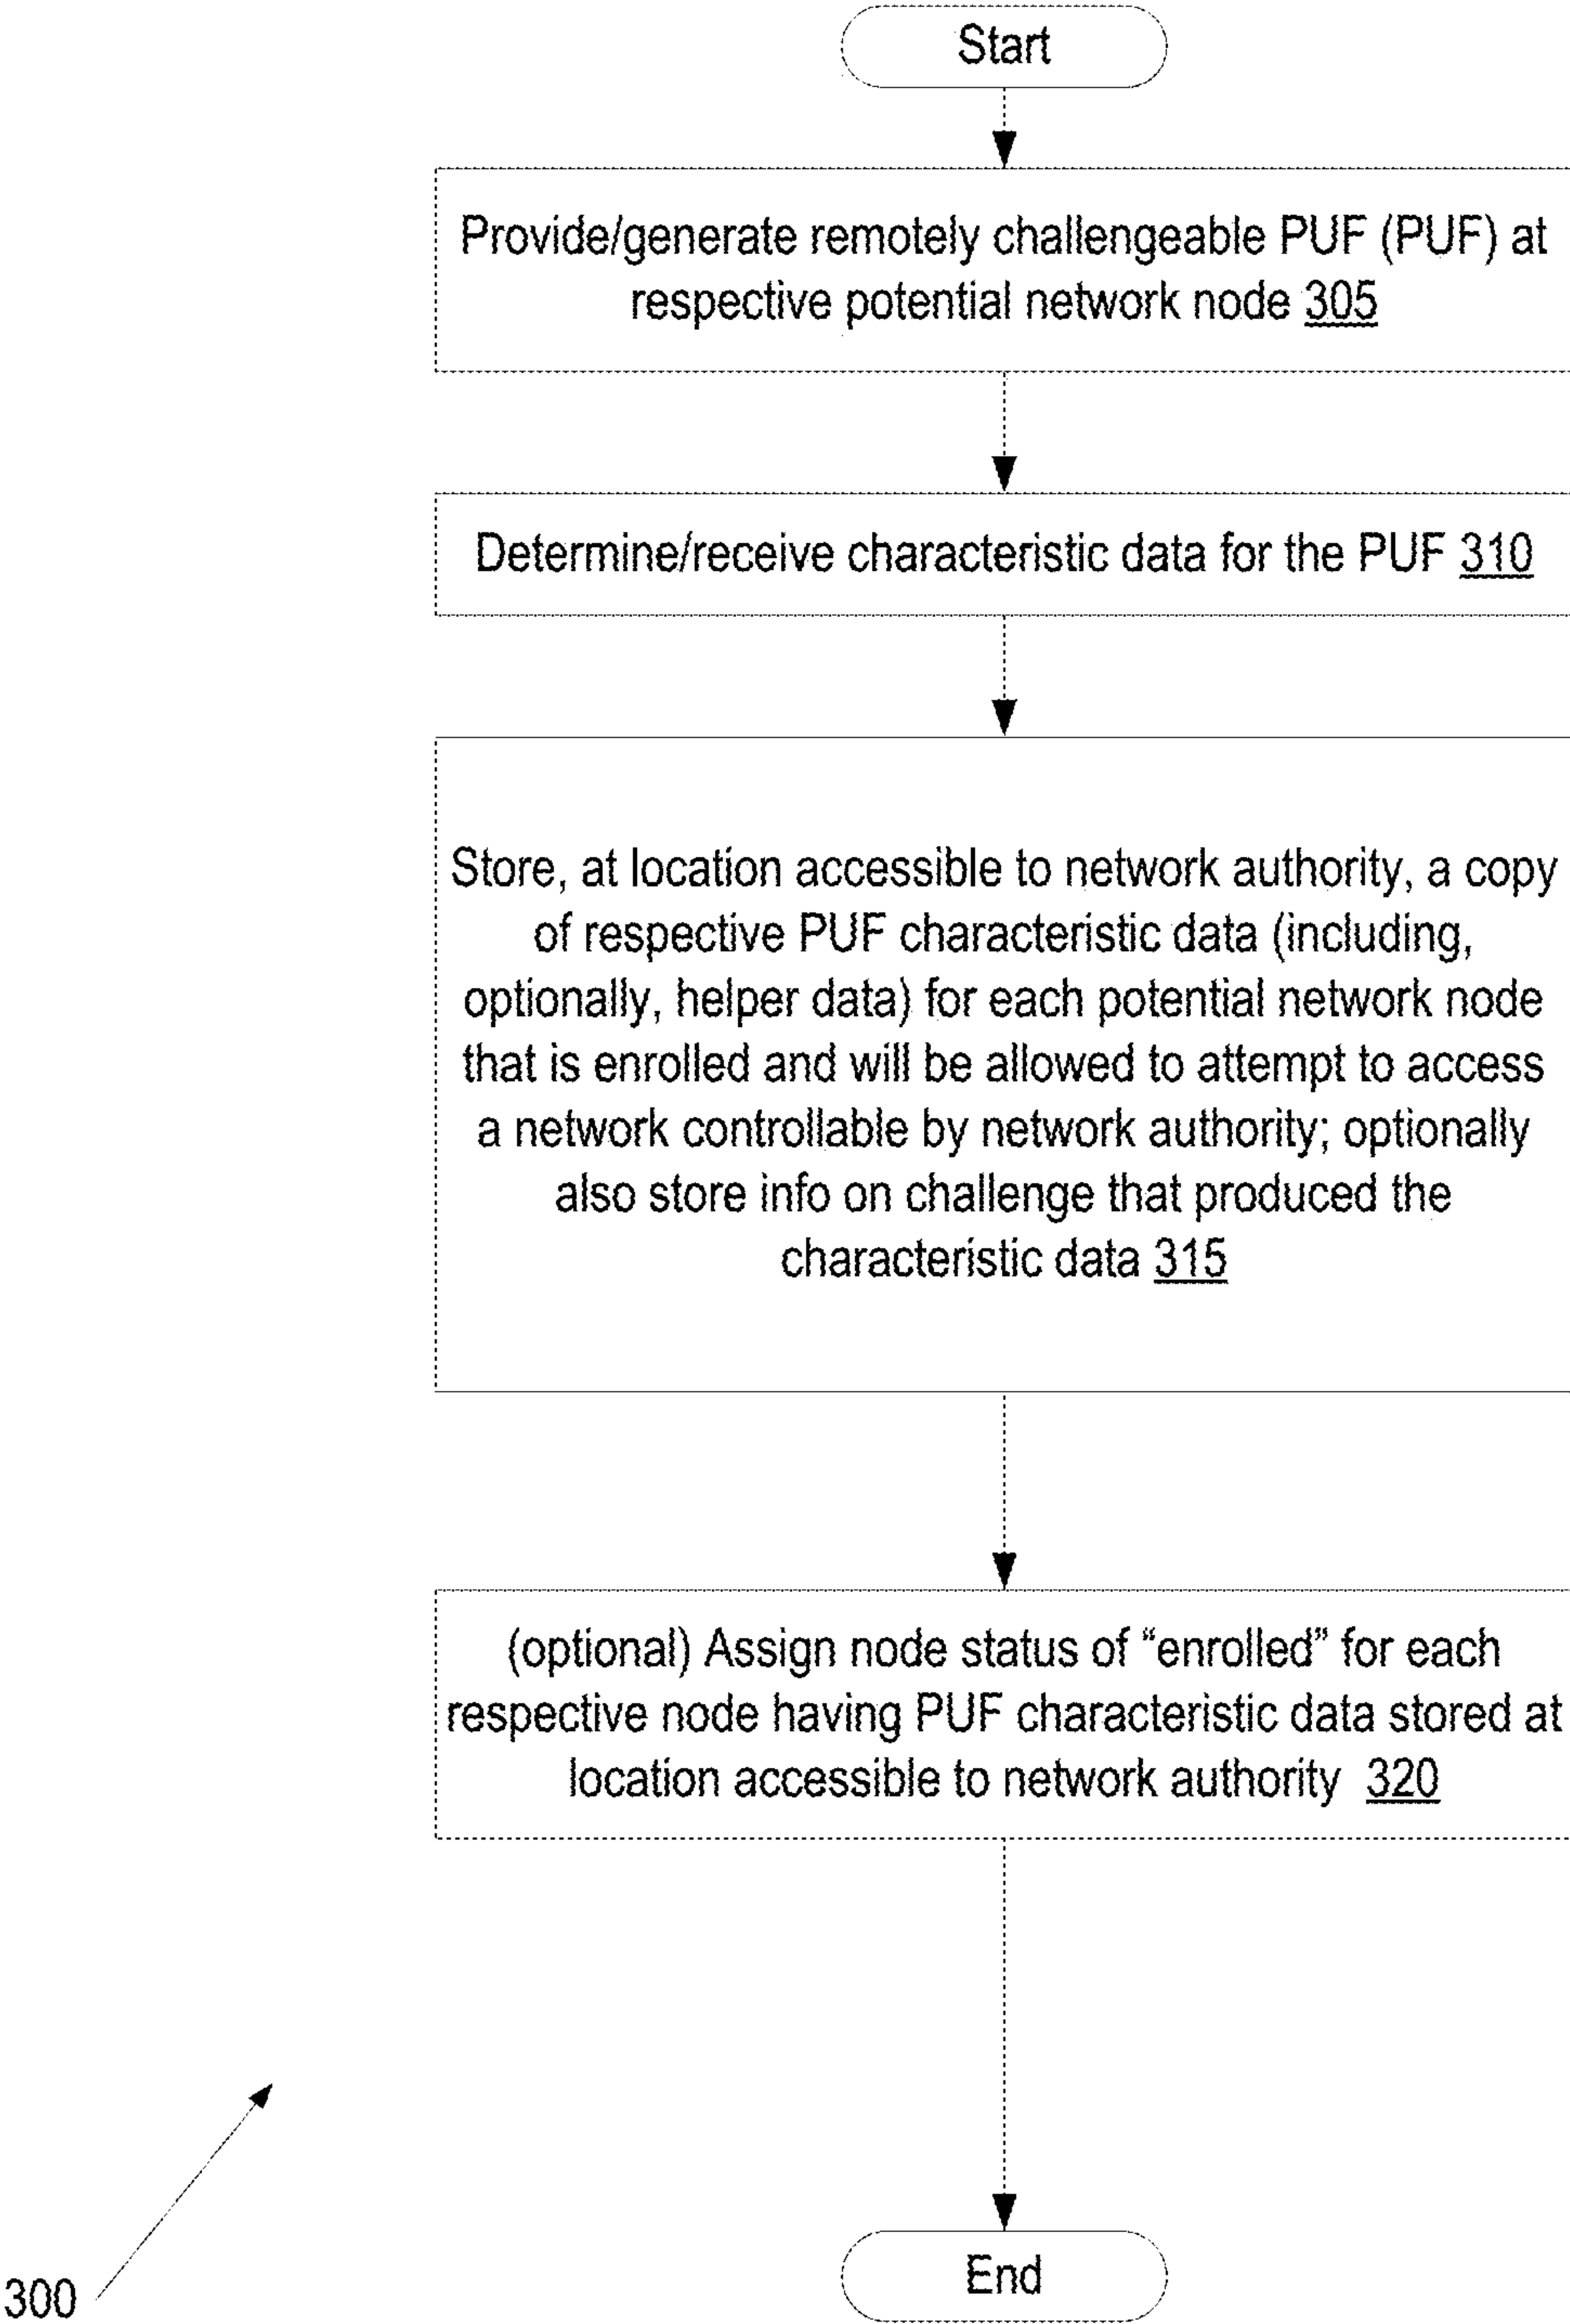 Start
Provide/generate remotely challengeable PUF (PUF) at
respective potential network node 305
Determine/receive characteristic data for the PUF 310
Store, at location accessible to network authority, a copy
of respective PUF characteristic data (including,
optionally, helper data) for each potential network node
that is enrolled and will be allowed to attempt to access
a network controllable by network authority; optionally
also store info on challenge that produced the
characteristic data 315
(optional) Assign node status of “enrolled” for each
respective node having PUF characteristic data stored at
location accessible to network authority 320
End
300